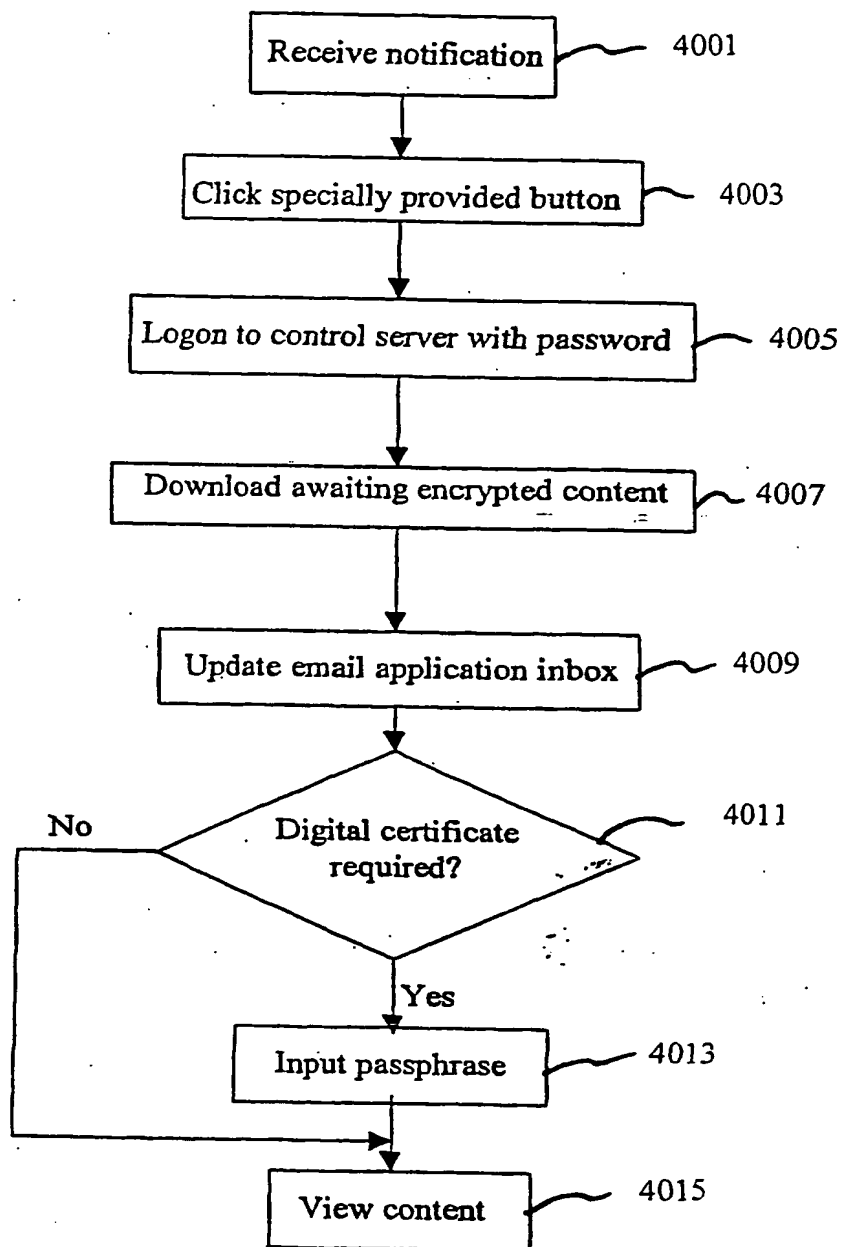 Receive notification
4001
Click specially provided button
4003
Logon to control server with password
4005
Download awaiting encrypted content
4007
Update email application inbox
4009
Digital certificate
required?
4011
No
Yes
Input passphrase
4013
View content
4015